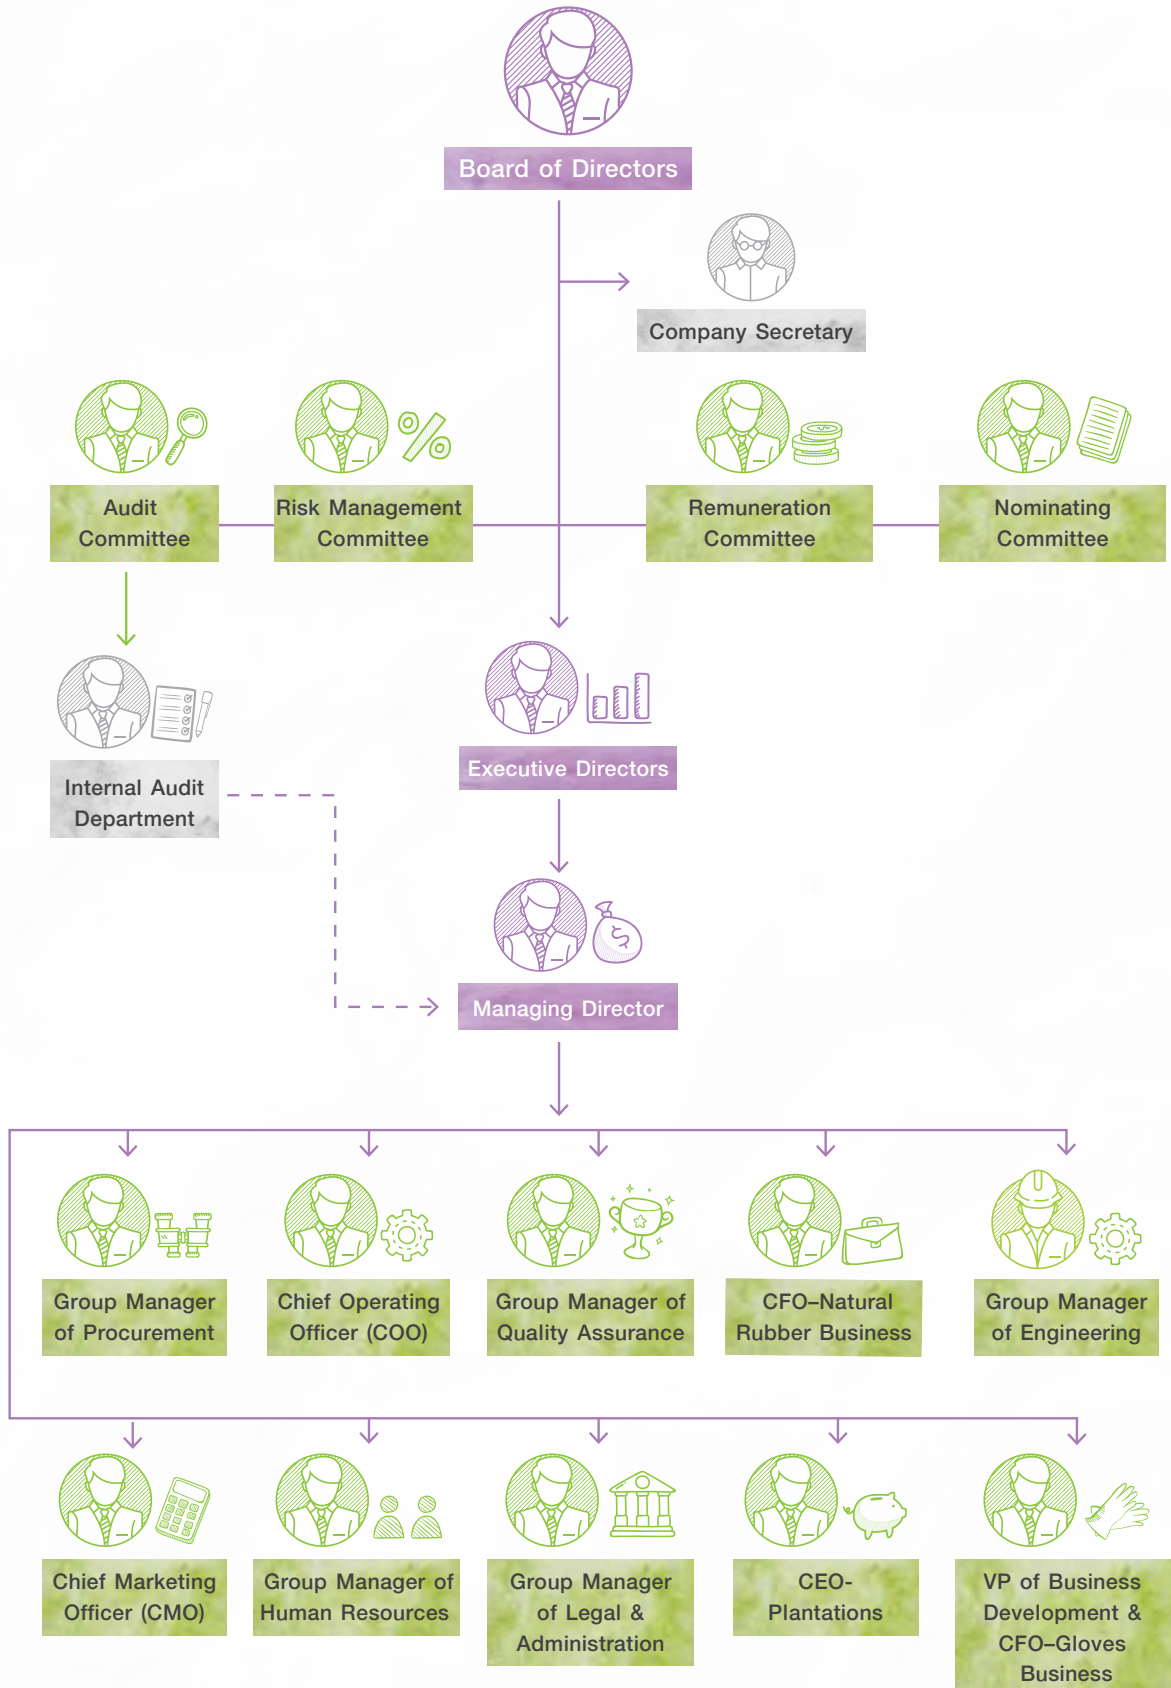 Board of Directors
Company Secretary
Audit
Committee
Risk Management
Committee
Remuneration
Committee
Nominating
Committee
Internal Audit
Department
Executive Directors
Managing Director
Group Manager
of Procurement
Chief Operating
Officer (COO)
Group Manager of
Quality Assurance
CFO–Natural
Rubber Business
Group Manager
of Engineering
Chief Marketing
Officer (CMO)
Group Manager of
Human Resources
Group Manager
of Legal &
Administration
CEO-
Plantations
VP of Business
Development &
CFO–Gloves
Business